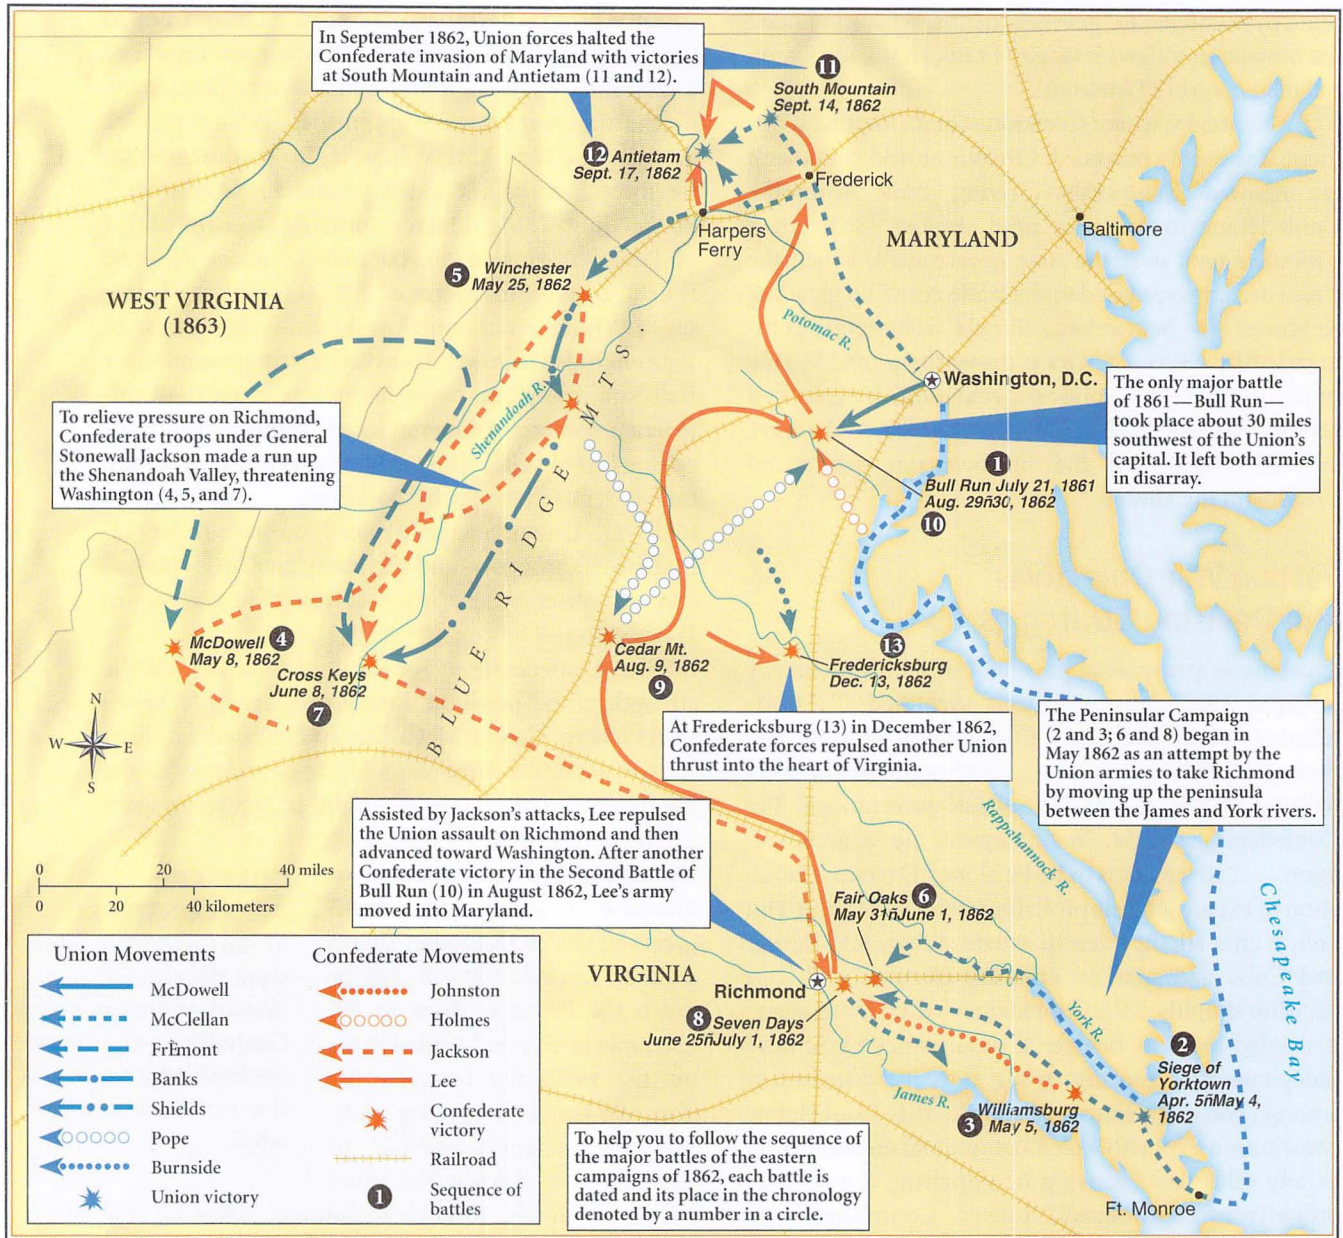 In September 1862, Union forces halted the
Confederate invasion of Maryland with victories
at South Mountain and Antietam (11 and 12).
11
South Mountain
Sept. 14, 1862
12 Antietam
Sept. 17, 1862
Frederick
Harpers
Ferry
MARYLAND
Baltimore
5 Winchester
May 25, 1862
WEST VIRGINIA
(1863)
Potomac R.
Washington, D.C.
The only major battle
of 1861—Bull Run—
took place about 30 miles
southwest of the Union's
capital. It left both armies
in disarray.
To relieve pressure on Richmond,
Confederate troops under General
Stonewall Jackson made a run up
the Shenandoah Valley, threatening
Washington (4, 5, and 7).
Shenandoah R.
BLUE RIDGE MTS.
1
Bull Run July 21, 1861
Aug. 29ñ30, 1862
10
McDowell 4
May 8, 1862
Cross Keys
June 8, 1862
7
Cedar Mt.
Aug. 9, 1862
9
13
Fredericksburg
Dec. 13, 1862
N
W E
S
At Fredericksburg (13) in December 1862,
Confederate forces repulsed another Union
thrust into the heart of Virginia.
The Peninsular Campaign
(2 and 3; 6 and 8) began in
May 1862 as an attempt by the
Union armies to take Richmond
by moving up the peninsula
between the James and York rivers.
Rappahannock R.
Assisted by Jackson's attacks, Lee repulsed
the Union assault on Richmond and then
advanced toward Washington. After another
Confederate victory in the Second Battle of
Bull Run (10) in August 1862, Lee's army
moved into Maryland.
0 20 40 miles
0 20 40 kilometers
Fair Oaks 6
May 31ñJune 1, 1862
Chesapeake Bay
VIRGINIA
Richmond
8 Seven Days
June 25ñJuly 1, 1862
York R.
James R.
2
Siege of
Yorktown
Apr. 5ñMay 4,
1862
3 Williamsburg
May 5, 1862
Ft. Monroe
Union Movements
McDowell
McClellan
FrÈmont
Banks
Shields
Pope
Burnside
Union victory
Confederate Movements
Johnston
Holmes
Jackson
Lee
Confederate
victory
Railroad
1 Sequence of
battles
To help you to follow the sequence of
the major battles of the eastern
campaigns of 1862, each battle is
dated and its place in the chronology
denoted by a number in a circle.